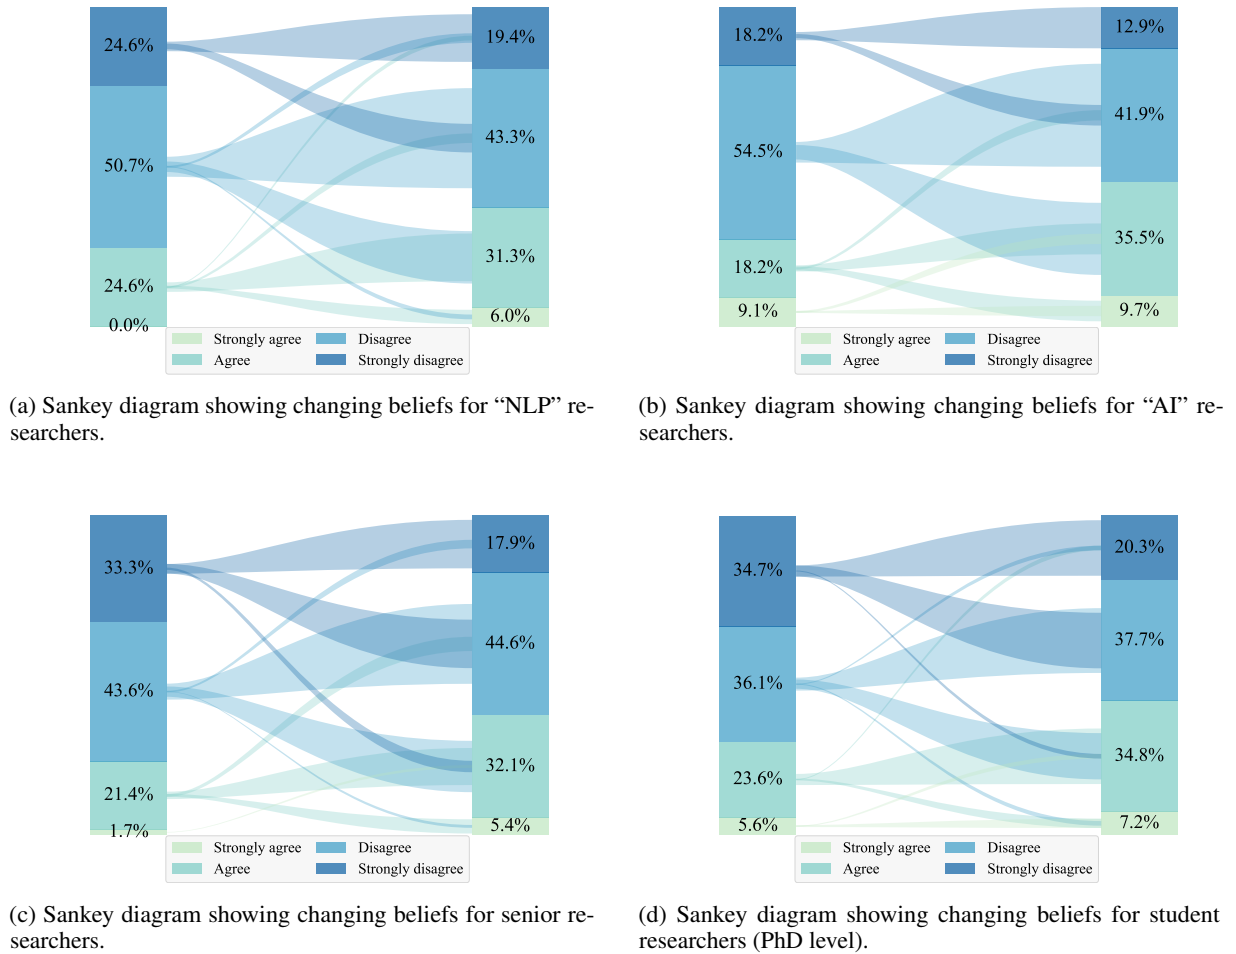 24.6%
50.7%
24.6%
0.0%
19.4%
43.3%
31.3%
6.0%
Strongly agree
Agree
Disagree
Strongly disagree
(a) Sankey diagram showing changing beliefs for “NLP” re-
searchers.
18.2%
54.5%
18.2%
9.1%
12.9%
41.9%
35.5%
9.7%
Strongly agree
Agree
Disagree
Strongly disagree
(b) Sankey diagram showing changing beliefs for “AI” re-
searchers.
33.3%
43.6%
21.4%
1.7%
17.9%
44.6%
32.1%
5.4%
Strongly agree
Agree
Disagree
Strongly disagree
(c) Sankey diagram showing changing beliefs for senior re-
searchers.
34.7%
36.1%
23.6%
5.6%
20.3%
37.7%
34.8%
7.2%
Strongly agree
Agree
Disagree
Strongly disagree
(d) Sankey diagram showing changing beliefs for student
researchers (PhD level).